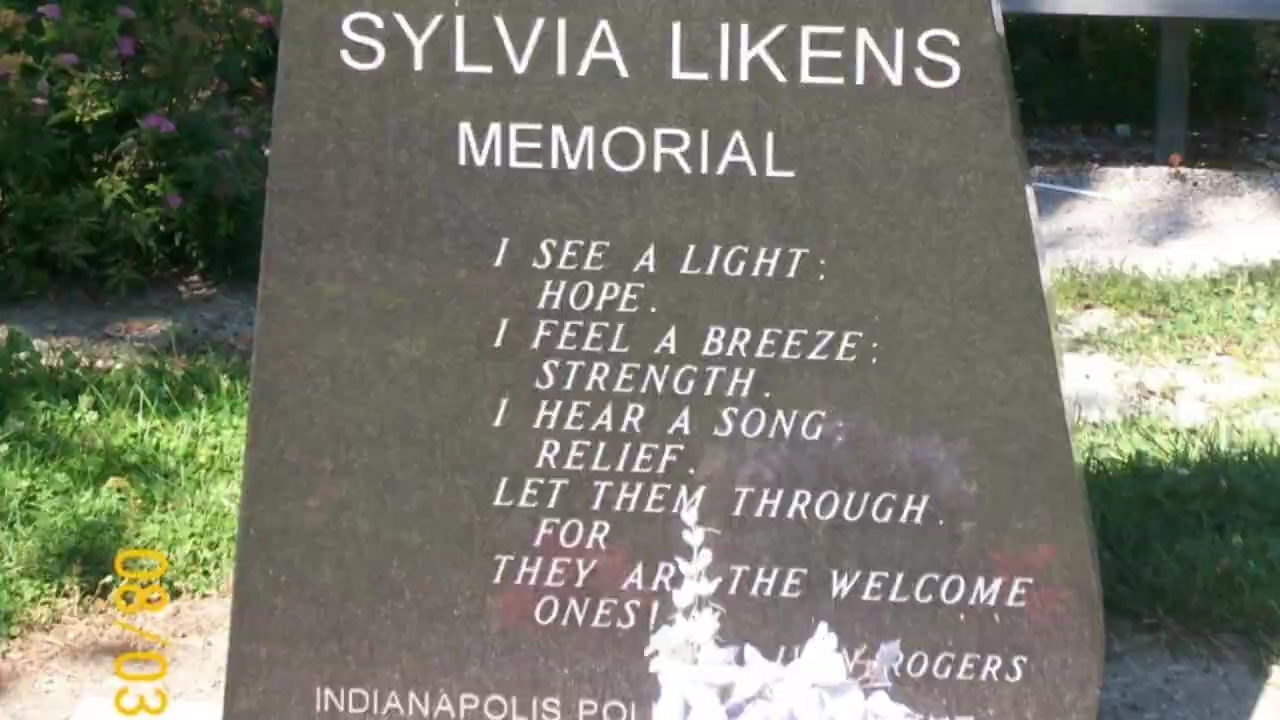 SYLVIA LIKENS
MEMORIAL
I SEE A LIGHT:
HOPE.
I FEEL A BREEZE:
STRENGTH.
I HEAR A SONG:
RELIEF.
LET THEM THROUGH.
FOR
THEY ARE THE WELCOME
ONES!
ROGERS
INDIANAPOLIS
08/03